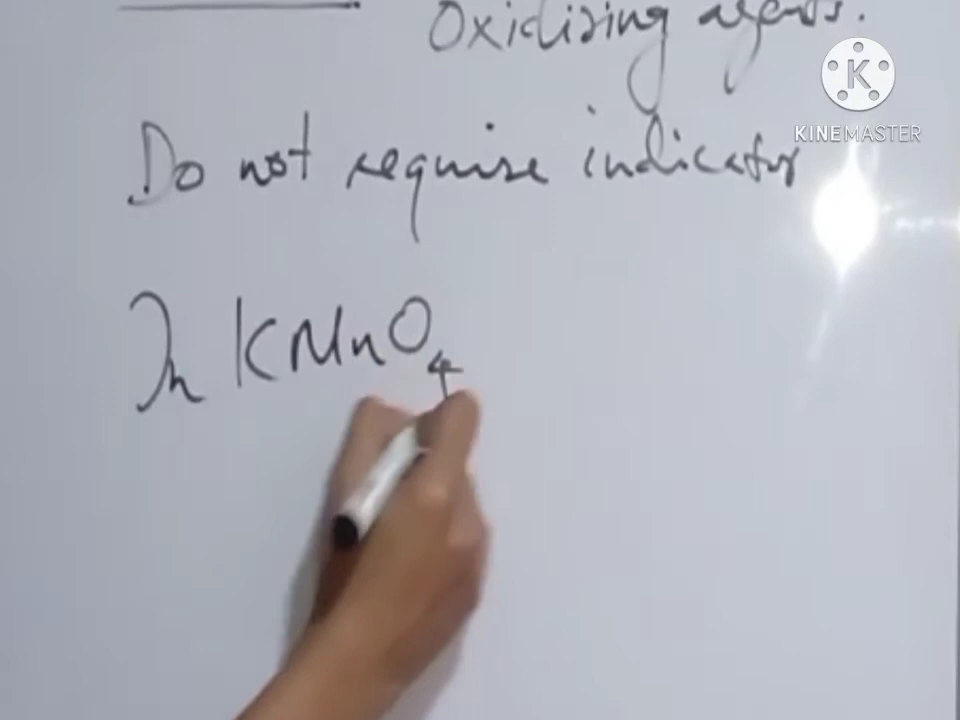 Oxidising agents.
K
KINEMASTER
Do not require indicator
In KMnO4